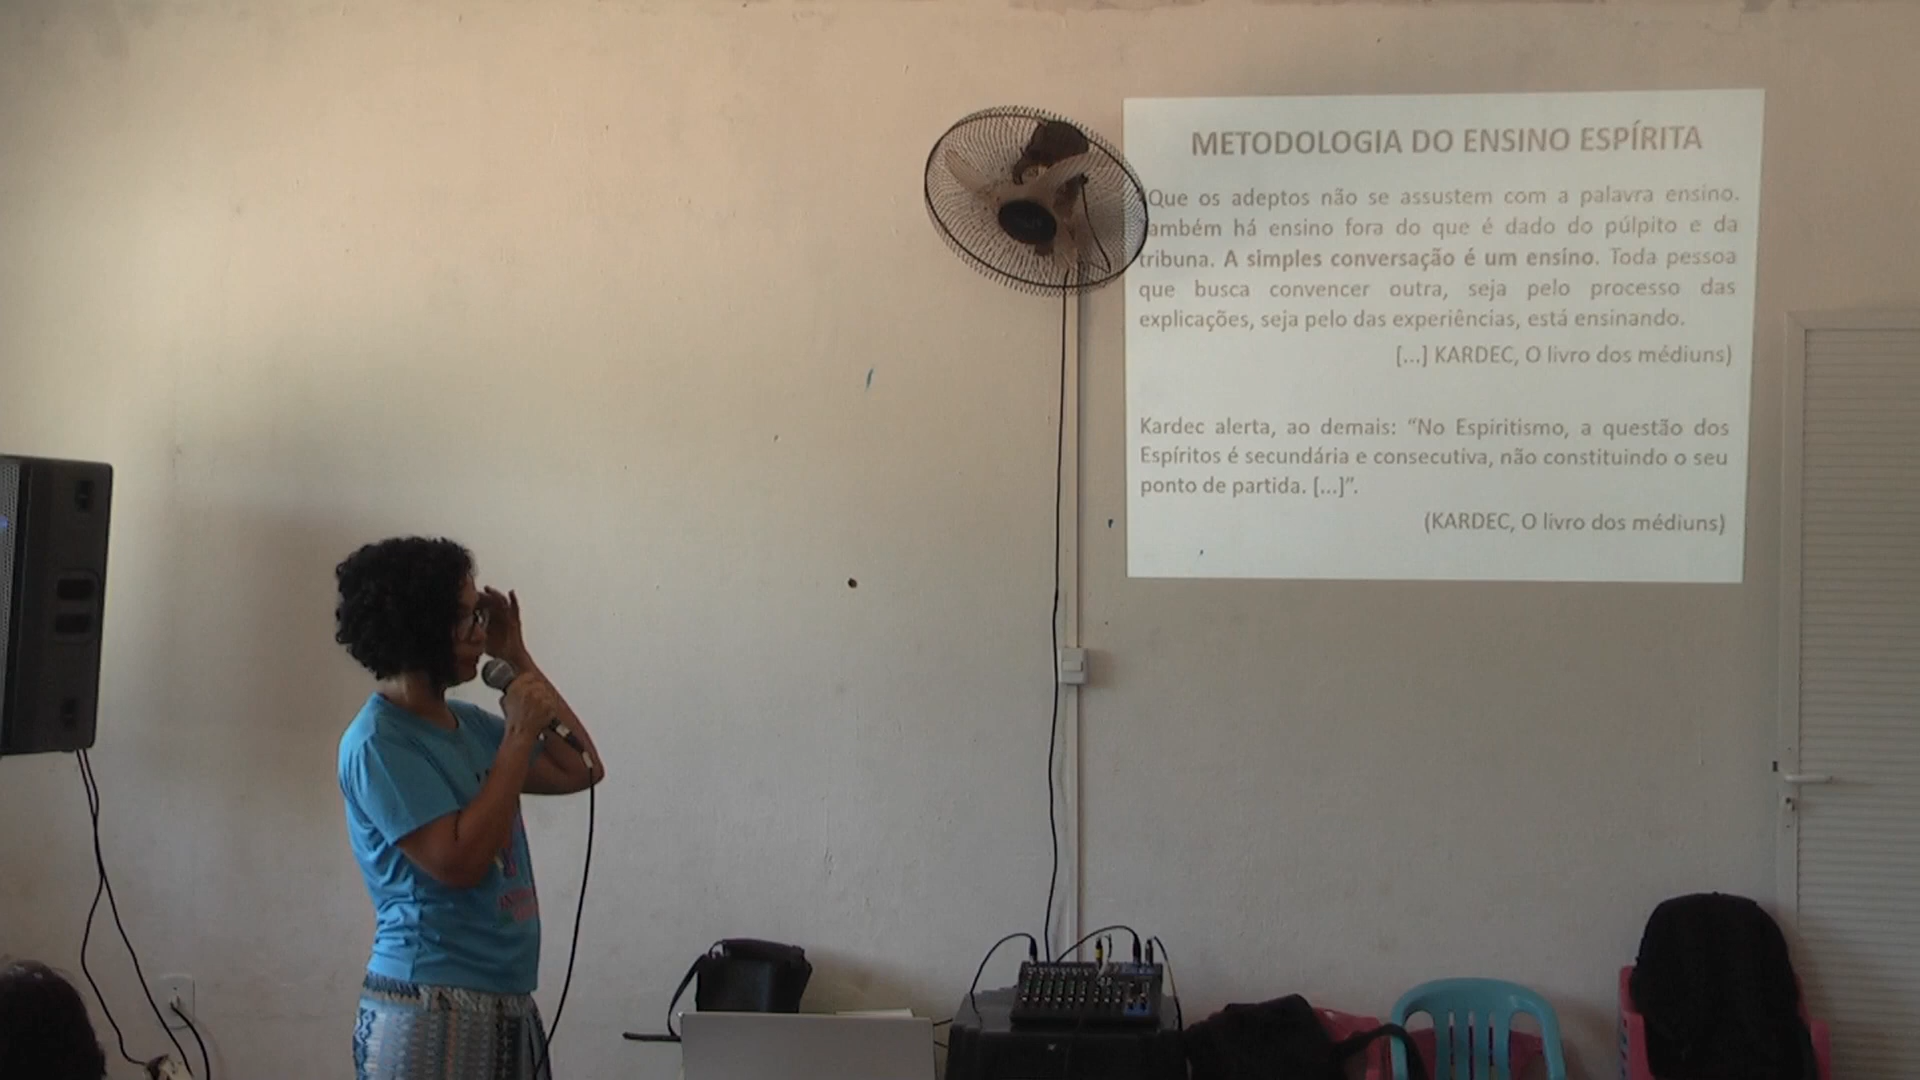 METODOLOGIA DO ENSINO ESPÍRITA
"Que os adeptos não se assustem com a palavra ensino.
Também há ensino fora do que é dado do púlpito e da
tribuna. A simples conversação é um ensino. Toda pessoa
que busca convencer outra, seja pelo processo das
explicações, seja pelo das experiências, está ensinando.
[...] KARDEC, O livro dos médiuns)
Kardec alerta, ao demais: “No Espiritismo, a questão dos
Espíritos é secundária e consecutiva, não constituindo o seu
ponto de partida. [...]”.
(KARDEC, O livro dos médiuns)